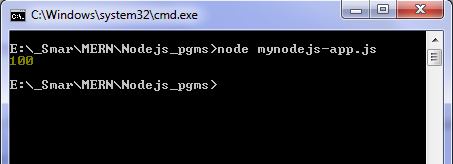 C:\Windows\system32\cmd.exe
E:\_Smar\MERN\Nodejs_pgms>node mynodejs-app.js
100
E:\_Smar\MERN\Nodejs_pgms>